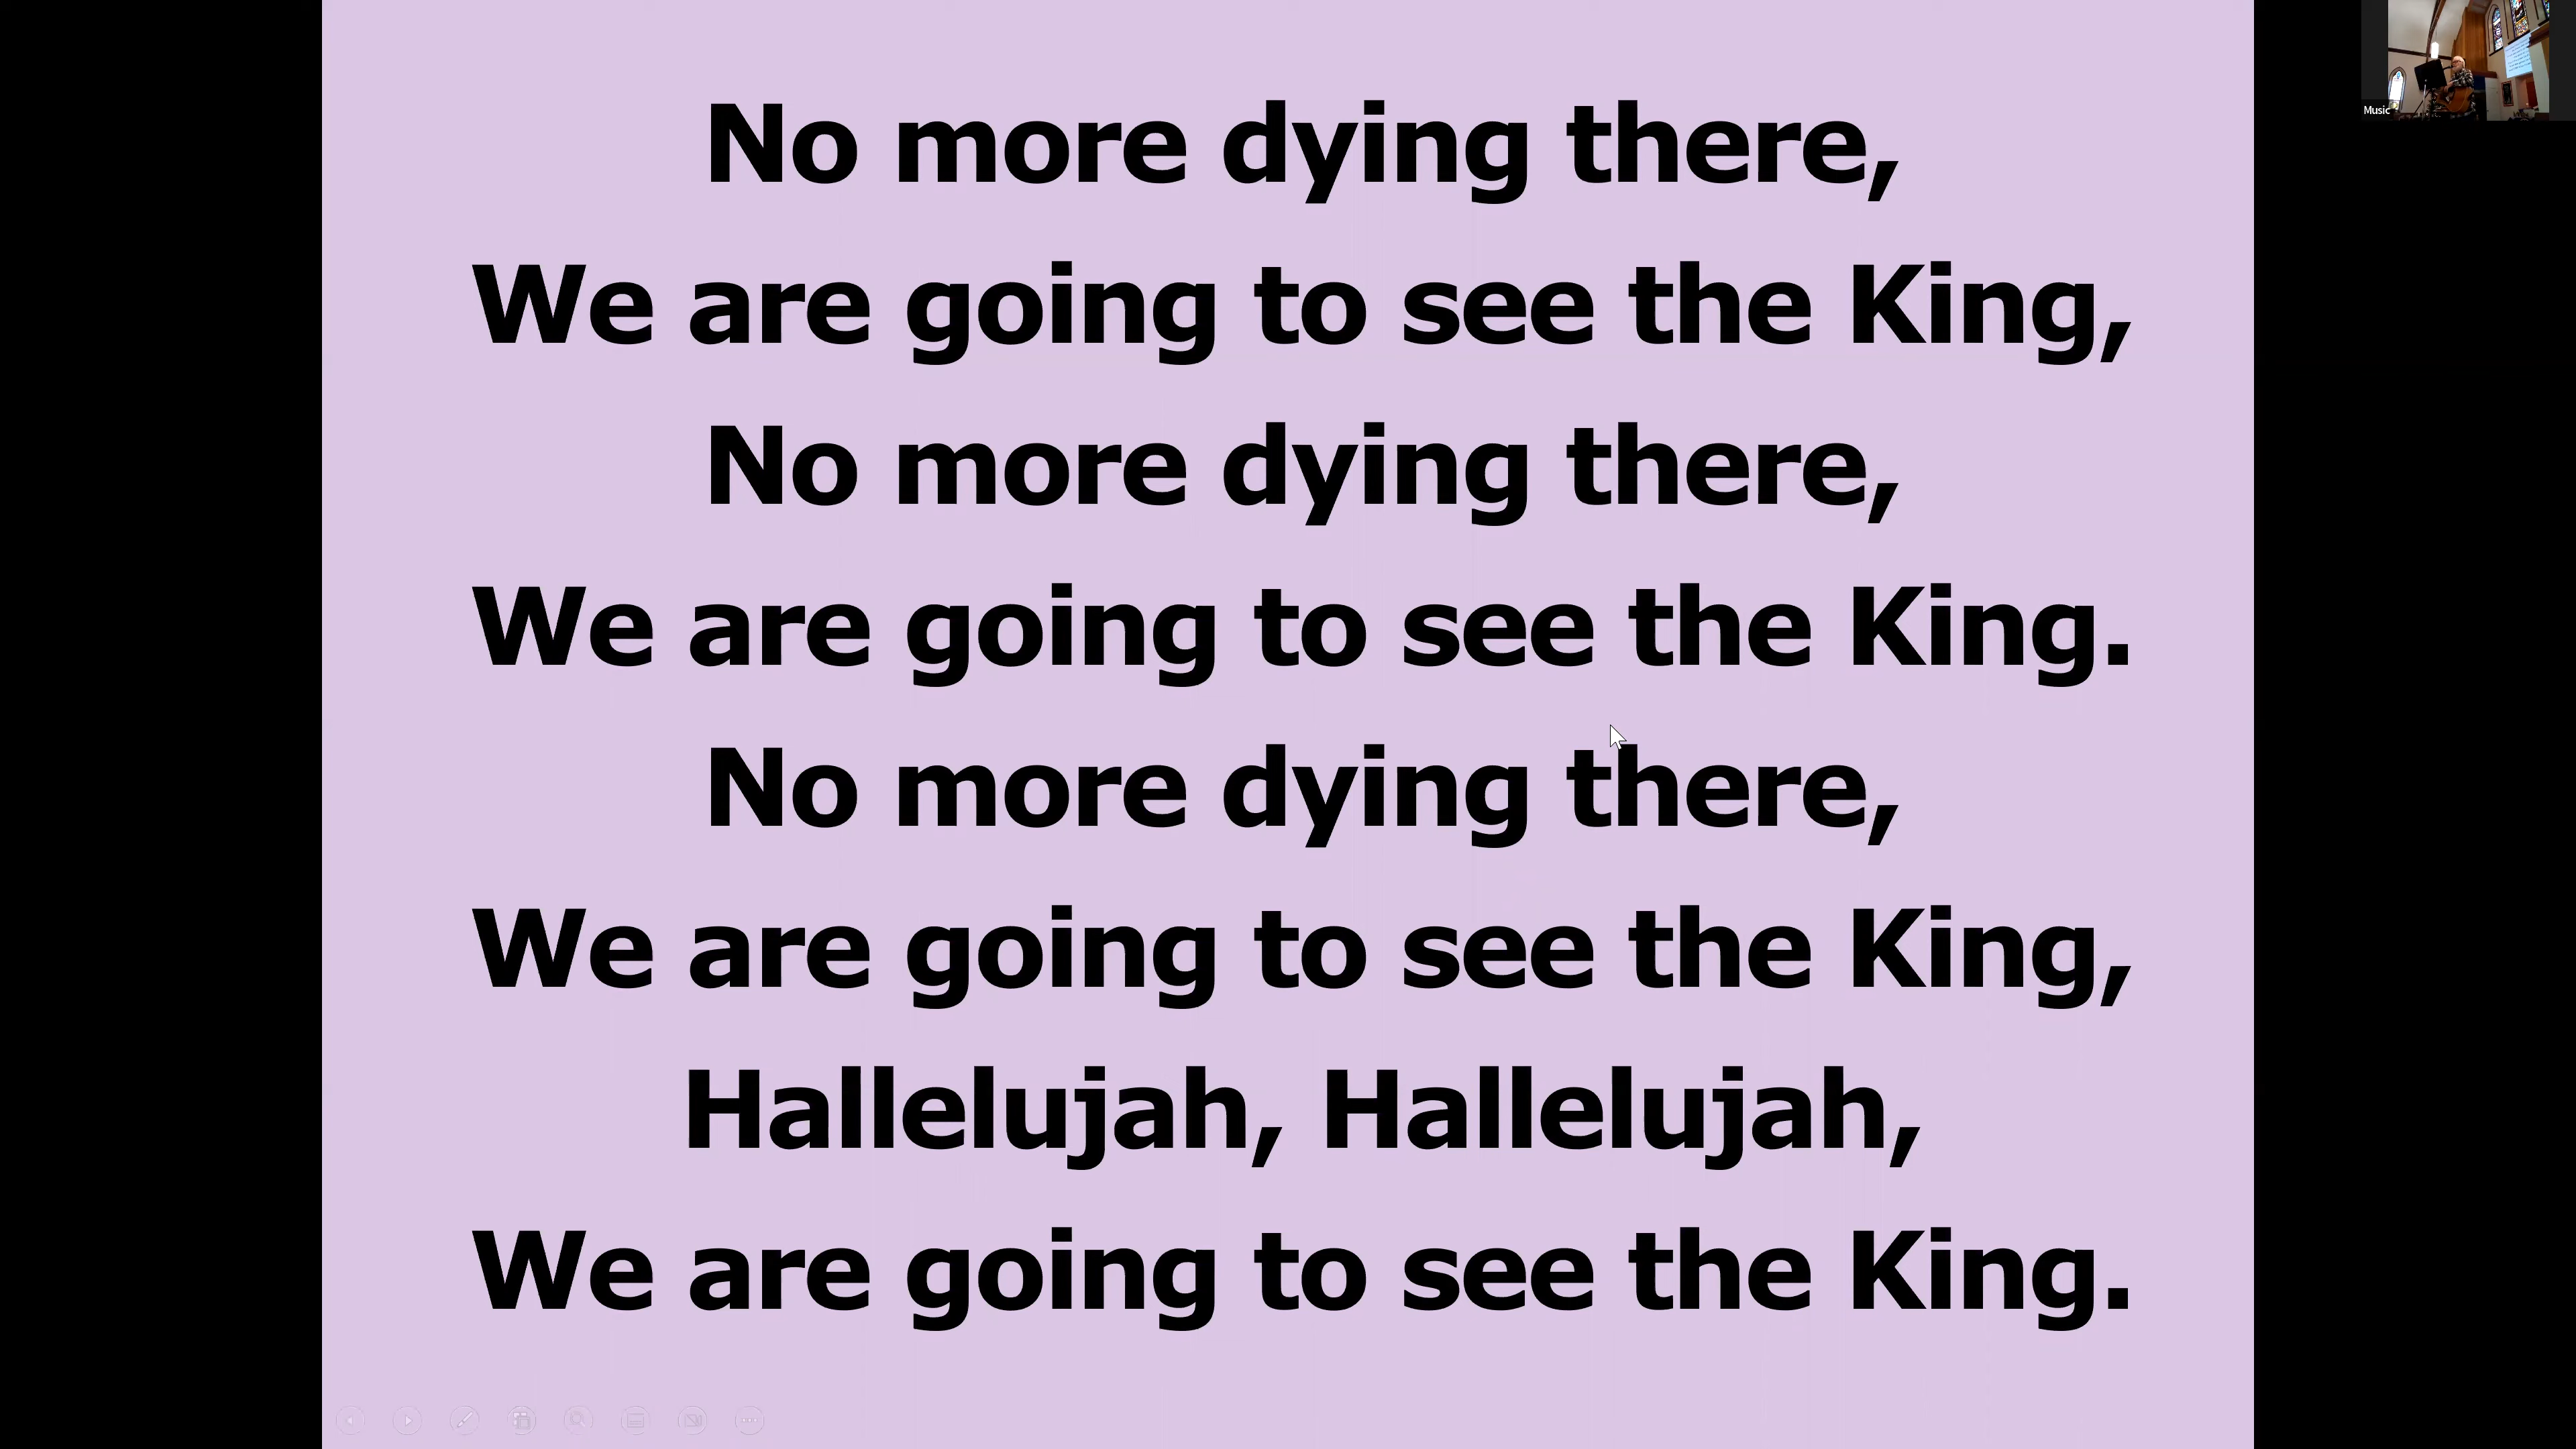 No more dying there,
We are going to see the King,
No more dying there,
We are going to see the King.
No more dying there,
We are going to see the King,
Hallelujah, Hallelujah,
We are going to see the King.
Music